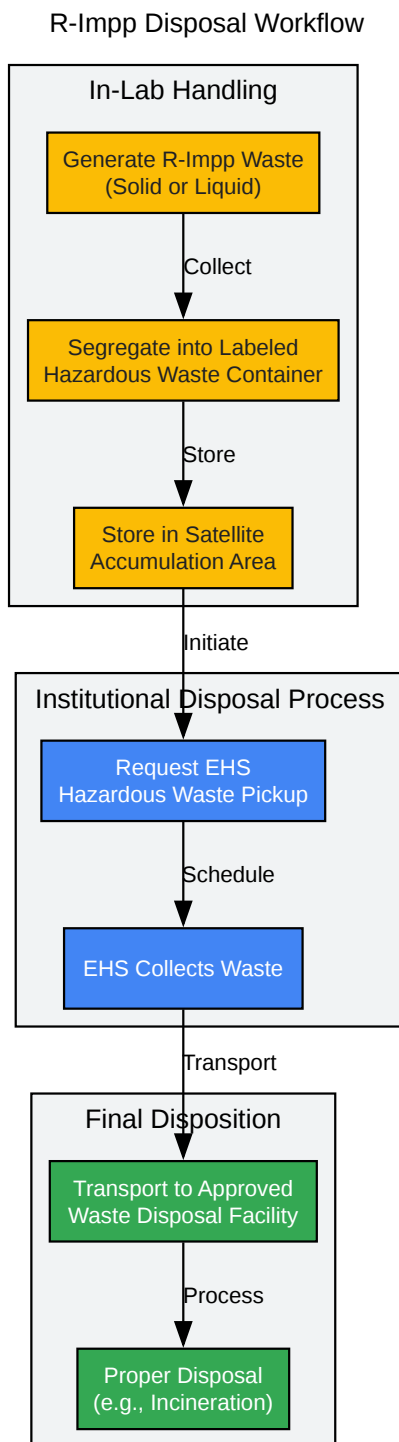 R-Impp Disposal Workflow
In-Lab Handling
Generate R-Impp Waste
(Solid or Liquid)
Collect
Segregate into Labeled
Hazardous Waste Container
Store
Store in Satellite
Accumulation Area
Initiate
Institutional Disposal Process
Request EHS
Hazardous Waste Pickup
Schedule
EHS Collects Waste
Transport
Final Disposition
Transport to Approved
Waste Disposal Facility
Process
Proper Disposal
(e.g., Incineration)